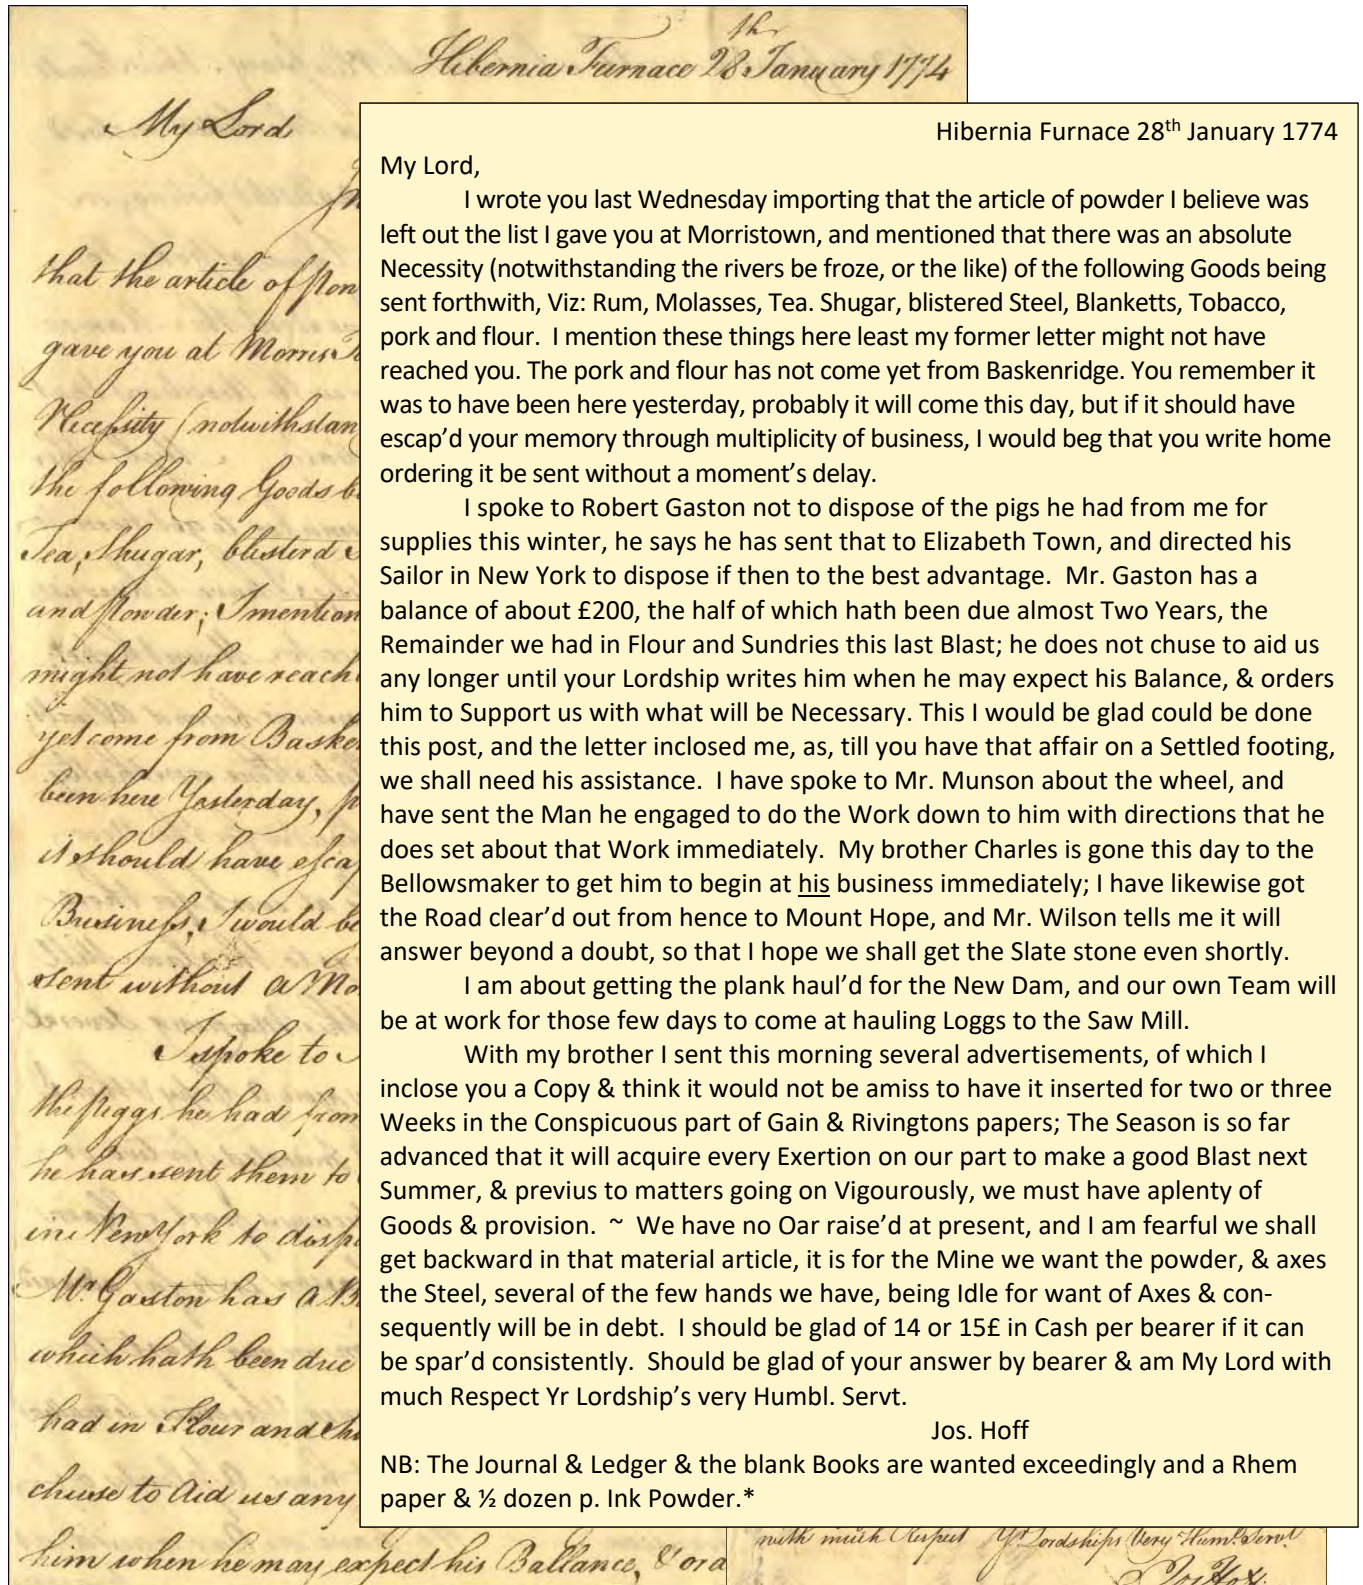 Hibernia Furnace 28th January 1774
My Lord
In
that the article of pow
gave you at Morris T
Necessity (notwithstan
the following Goods b
Tea, Shugar, blisterd
and powder; I mention
might not have reach
yet come from Baske
been here Yesterday, p
it should have esca
Business, I would be
sent without a Mo
I spoke to
the piggs he had from
he has sent them to
in New York to disp
Mr Gaston has a B
which hath been due
had in Flour and
chuse to Aid us any
him when he may expect his Ballance, & ord
Hibernia Furnace 28th January 1774
My Lord,
I wrote you last Wednesday importing that the article of powder I believe was
left out the list I gave you at Morristown, and mentioned that there was an absolute
Necessity (notwithstanding the rivers be froze, or the like) of the following Goods being
sent forthwith, Viz: Rum, Molasses, Tea. Shugar, blistered Steel, Blanketts, Tobacco,
pork and flour. I mention these things here least my former letter might not have
reached you. The pork and flour has not come yet from Baskenridge. You remember it
was to have been here yesterday, probably it will come this day, but if it should have
escap’d your memory through multiplicity of business, I would beg that you write home
ordering it be sent without a moment’s delay.
I spoke to Robert Gaston not to dispose of the pigs he had from me for
supplies this winter, he says he has sent that to Elizabeth Town, and directed his
Sailor in New York to dispose if then to the best advantage. Mr. Gaston has a
balance of about £200, the half of which hath been due almost Two Years, the
Remainder we had in Flour and Sundries this last Blast; he does not chuse to aid us
any longer until your Lordship writes him when he may expect his Balance, & orders
him to Support us with what will be Necessary. This I would be glad could be done
this post, and the letter inclosed me, as, till you have that affair on a Settled footing,
we shall need his assistance. I have spoke to Mr. Munson about the wheel, and
have sent the Man he engaged to do the Work down to him with directions that he
does set about that Work immediately. My brother Charles is gone this day to the
Bellowsmaker to get him to begin at his business immediately; I have likewise got
the Road clear’d out from hence to Mount Hope, and Mr. Wilson tells me it will
answer beyond a doubt, so that I hope we shall get the Slate stone even shortly.
I am about getting the plank haul’d for the New Dam, and our own Team will
be at work for those few days to come at hauling Loggs to the Saw Mill.
With my brother I sent this morning several advertisements, of which I
inclose you a Copy & think it would not be amiss to have it inserted for two or three
Weeks in the Conspicuous part of Gain & Rivingtons papers; The Season is so far
advanced that it will acquire every Exertion on our part to make a good Blast next
Summer, & previus to matters going on Vigourously, we must have aplenty of
Goods & provision. ~ We have no Oar raise’d at present, and I am fearful we shall
get backward in that material article, it is for the Mine we want the powder, & axes
the Steel, several of the few hands we have, being Idle for want of Axes & con-
sequently will be in debt. I should be glad of 14 or 15£ in Cash per bearer if it can
be spar’d consistently. Should be glad of your answer by bearer & am My Lord with
much Respect Yr Lordship’s very Humbl. Servt.
Jos. Hoff
NB: The Journal & Ledger & the blank Books are wanted exceedingly and a Rhem
paper & ½ dozen p. Ink Powder.*
with much Respect Yr Lordships Very Huml Servt
Jos Hoff